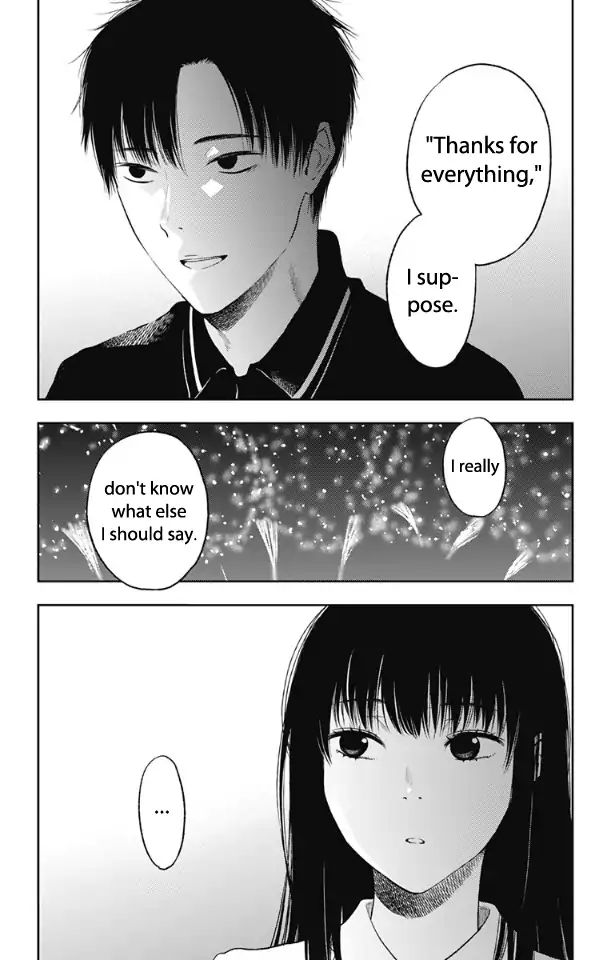 "Thanks for
everything,"
I sup-
pose.
I really
don't know
what else
I should say.
...